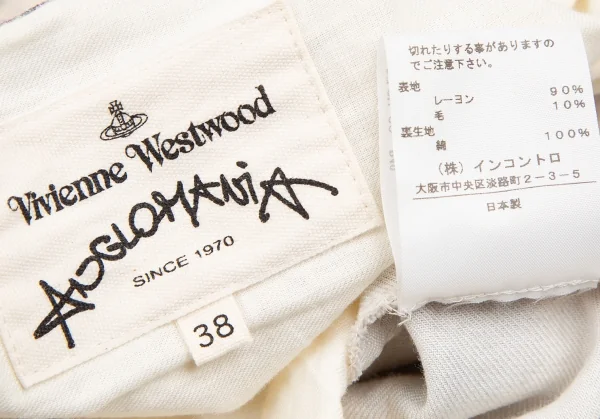 Vivienne Westwood
ANGLOMANIA
SINCE 1970
38
切れたりする事がありますの
でご注意下さい。
表地
レーヨン 90%
毛 10%
裏生地
綿 100%
(株) インコントロ
大阪市中央区淡路町2-3-5
日本製